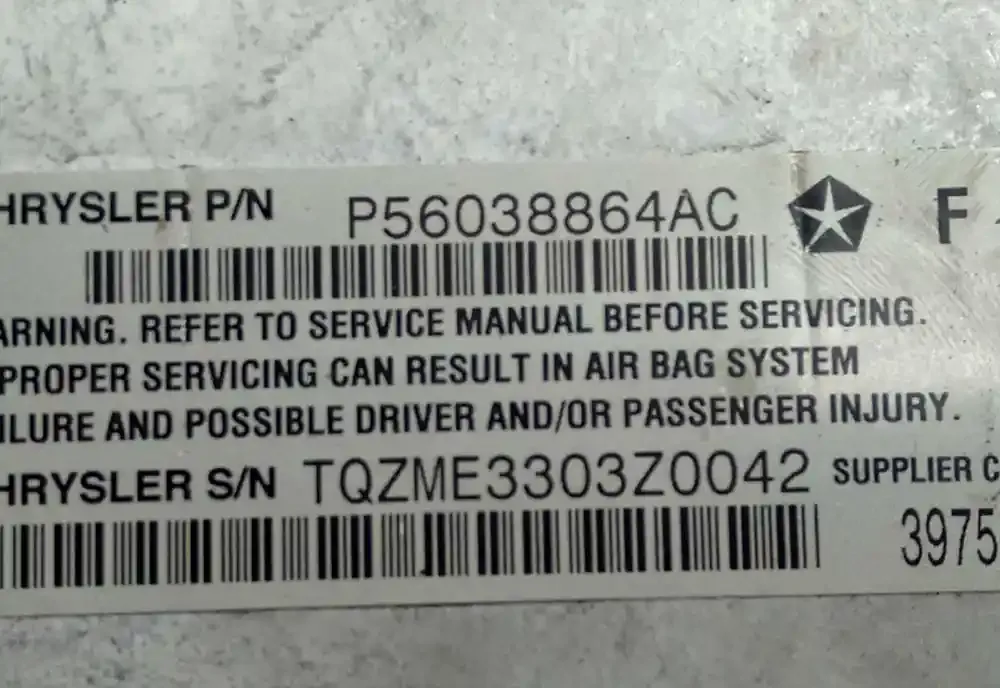 HRYSLER P/N P56038864AC F
ARNING. REFER TO SERVICE MANUAL BEFORE SERVICING.
PROPER SERVICING CAN RESULT IN AIR BAG SYSTEM
ILURE AND POSSIBLE DRIVER AND/OR PASSENGER INJURY.
HRYSLER S/N TQZME3303Z0042 SUPPLIER C
3975